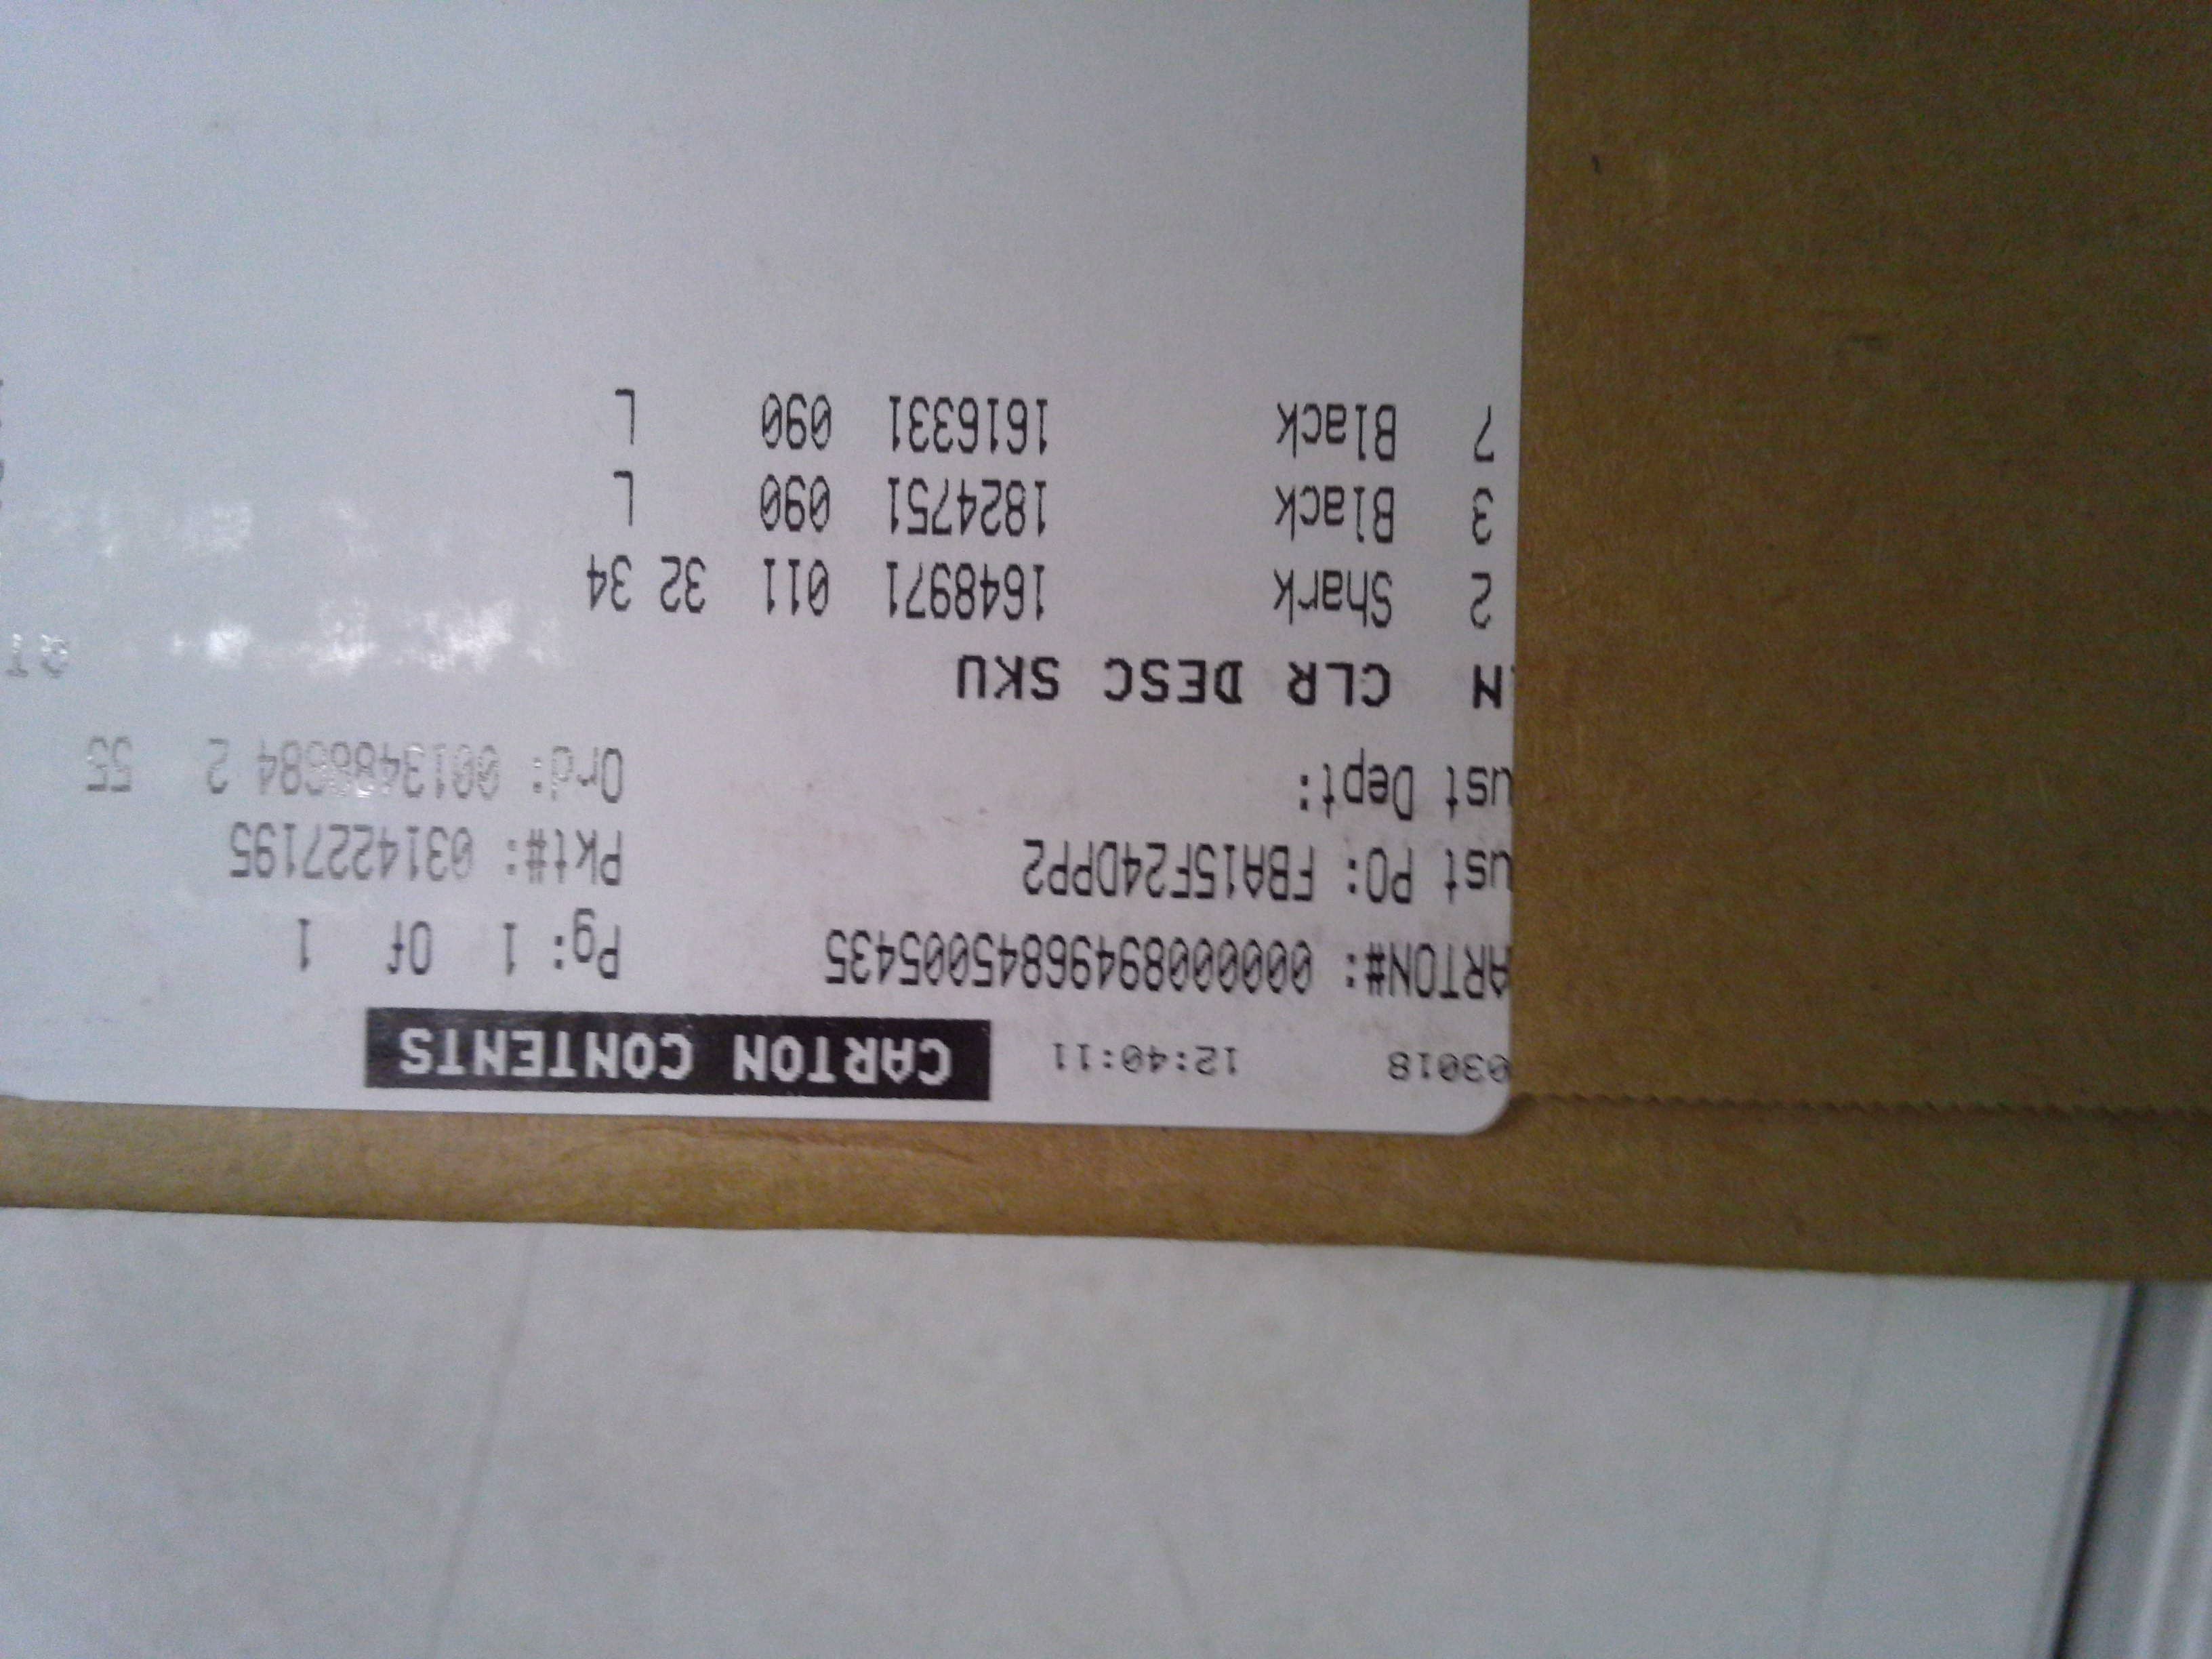 03018 12:40:11 CARTON CONTENTS
ARTON#: 00000089496845005435 Pg: 1 Of 1
ust PO: FBA15F24DPP2 Pkt#: 0314227195
ust Dept: Ord: 2 55
N CLR DESC SKU
2 Shark 1648971 011 32 34
3 Black 1824751 090 L
7 Black 1616331 090 L